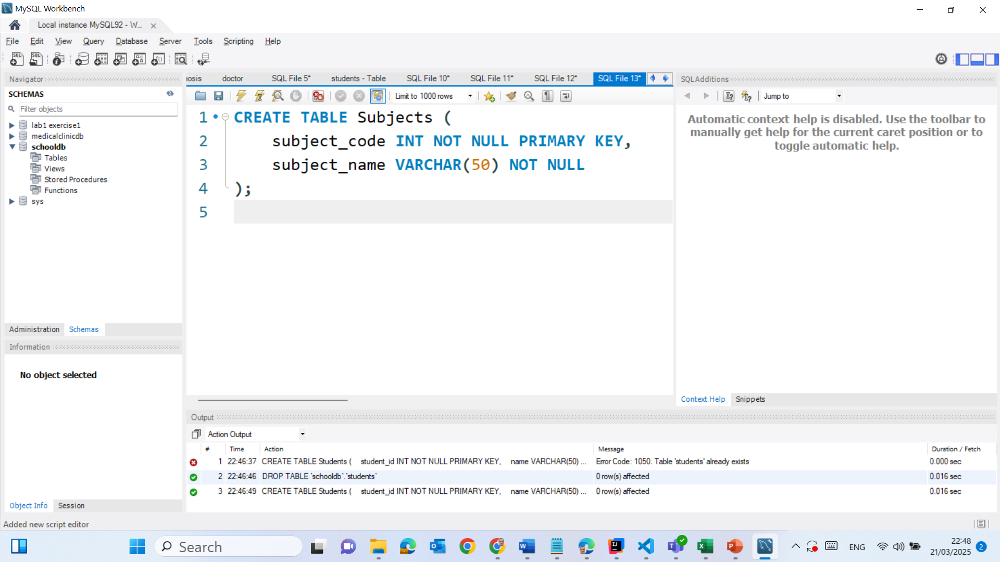 MySQL Workbench
Local instance MySQL92 - W...
File Edit View Query Database Server Tools Scripting Help
Navigator
SCHEMAS
Filter objects
lab1 exercise1
medicalclinicdb
schooldb
Tables
Views
Stored Procedures
Functions
sys
Administration Schemas
Information
No object selected
Object Info Session
nosis doctor SQL File 5* students - Table SQL File 10* SQL File 11* SQL File 12* SQL File 13*
Limit to 1000 rows
1 CREATE TABLE Subjects (
2 subject_code INT NOT NULL PRIMARY KEY,
3 subject_name VARCHAR(50) NOT NULL
4 );
5
SQLAdditions
Jump to
Automatic context help is disabled. Use the toolbar to
manually get help for the current caret position or to
toggle automatic help.
Context Help Snippets
Output
Action Output
# Time Action Message Duration / Fetch
1 22:46:37 CREATE TABLE Students ( student_id INT NOT NULL PRIMARY KEY, name VARCHAR(50) ... Error Code: 1050. Table 'students' already exists 0.000 sec
2 22:46:46 DROP TABLE `schooldb`.`students` 0 row(s) affected 0.016 sec
3 22:46:49 CREATE TABLE Students ( student_id INT NOT NULL PRIMARY KEY, name VARCHAR(50) ... 0 row(s) affected 0.016 sec
Added new script editor
Search
ENG
22:48
21/03/2025
2